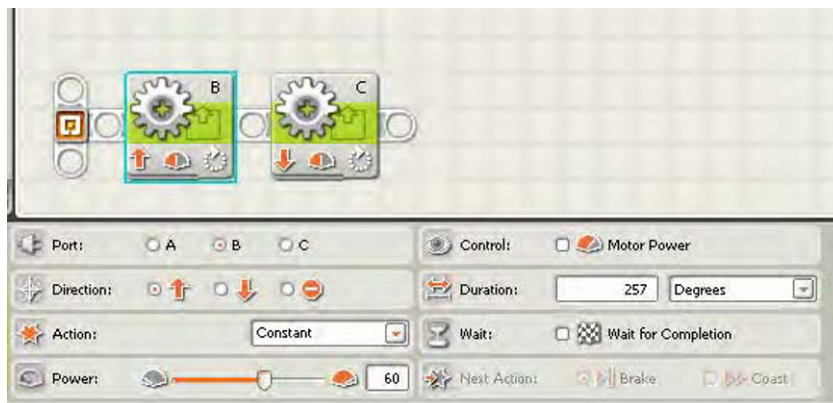 B
C
Port: A B C
Control: Motor Power
Direction:
Duration: 257 Degrees
Action: Constant
Wait: Wait for Completion
Power: 60
Next Action: Brake Coast